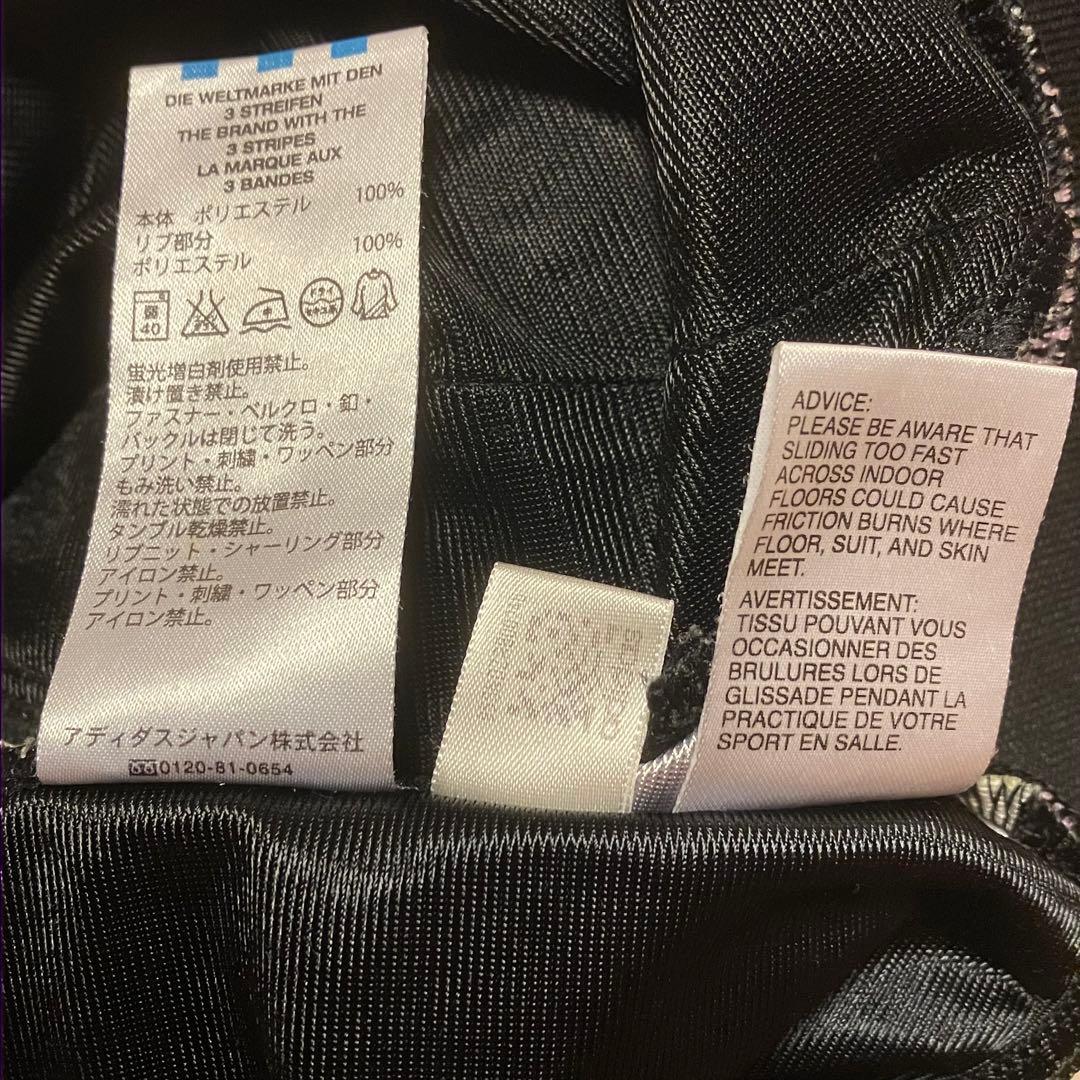 DIE WELTMARKE MIT DEN
3 STREIFEN
THE BRAND WITH THE
3 STRIPES
LA MARQUE AUX
3 BANDES
本体 ポリエステル 100%
リブ部分
ポリエステル 100%
40
蛍光増白剤使用禁止。
漬け置き禁止。
ファスナー・ベルクロ・釦・
バックルは閉じて洗う。
プリント・刺繍・ワッペン部分
もみ洗い禁止。
濡れた状態での放置禁止。
タンブル乾燥禁止。
リブニット・シャーリング部分
アイロン禁止。
プリント・刺繍・ワッペン部分
アイロン禁止。
アディダスジャパン株式会社
0120-81-0654
ADVICE:
PLEASE BE AWARE THAT
SLIDING TOO FAST
ACROSS INDOOR
FLOORS COULD CAUSE
FRICTION BURNS WHERE
FLOOR, SUIT, AND SKIN
MEET.
AVERTISSEMENT:
TISSU POUVANT VOUS
OCCASIONNER DES
BRULURES LORS DE
GLISSADE PENDANT LA
PRACTIQUE DE VOTRE
SPORT EN SALLE.